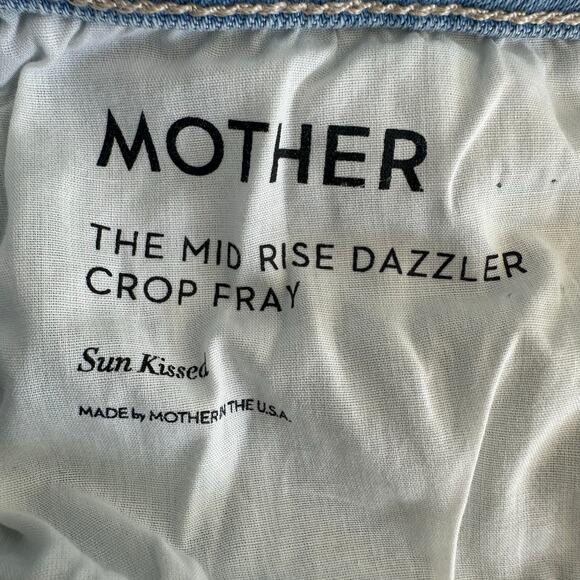 MOTHER
THE MID RISE DAZZLER
CROP FRAY
Sun Kissed
MADE by MOTHER IN THE U.S.A.